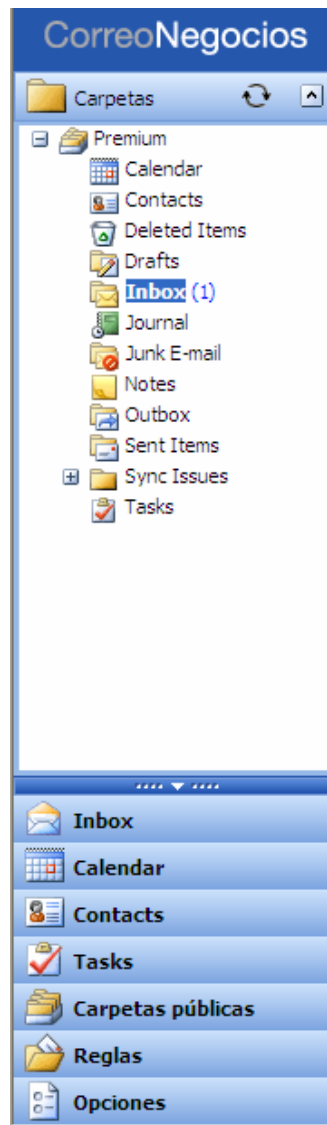 CorreoNegocios
Carpetas
Premium
Calendar
Contacts
Deleted Items
Drafts
Inbox (1)
Journal
Junk E-mail
Notes
Outbox
Sent Items
Sync Issues
Tasks
Inbox
Calendar
Contacts
Tasks
Carpetas públicas
Reglas
Opciones